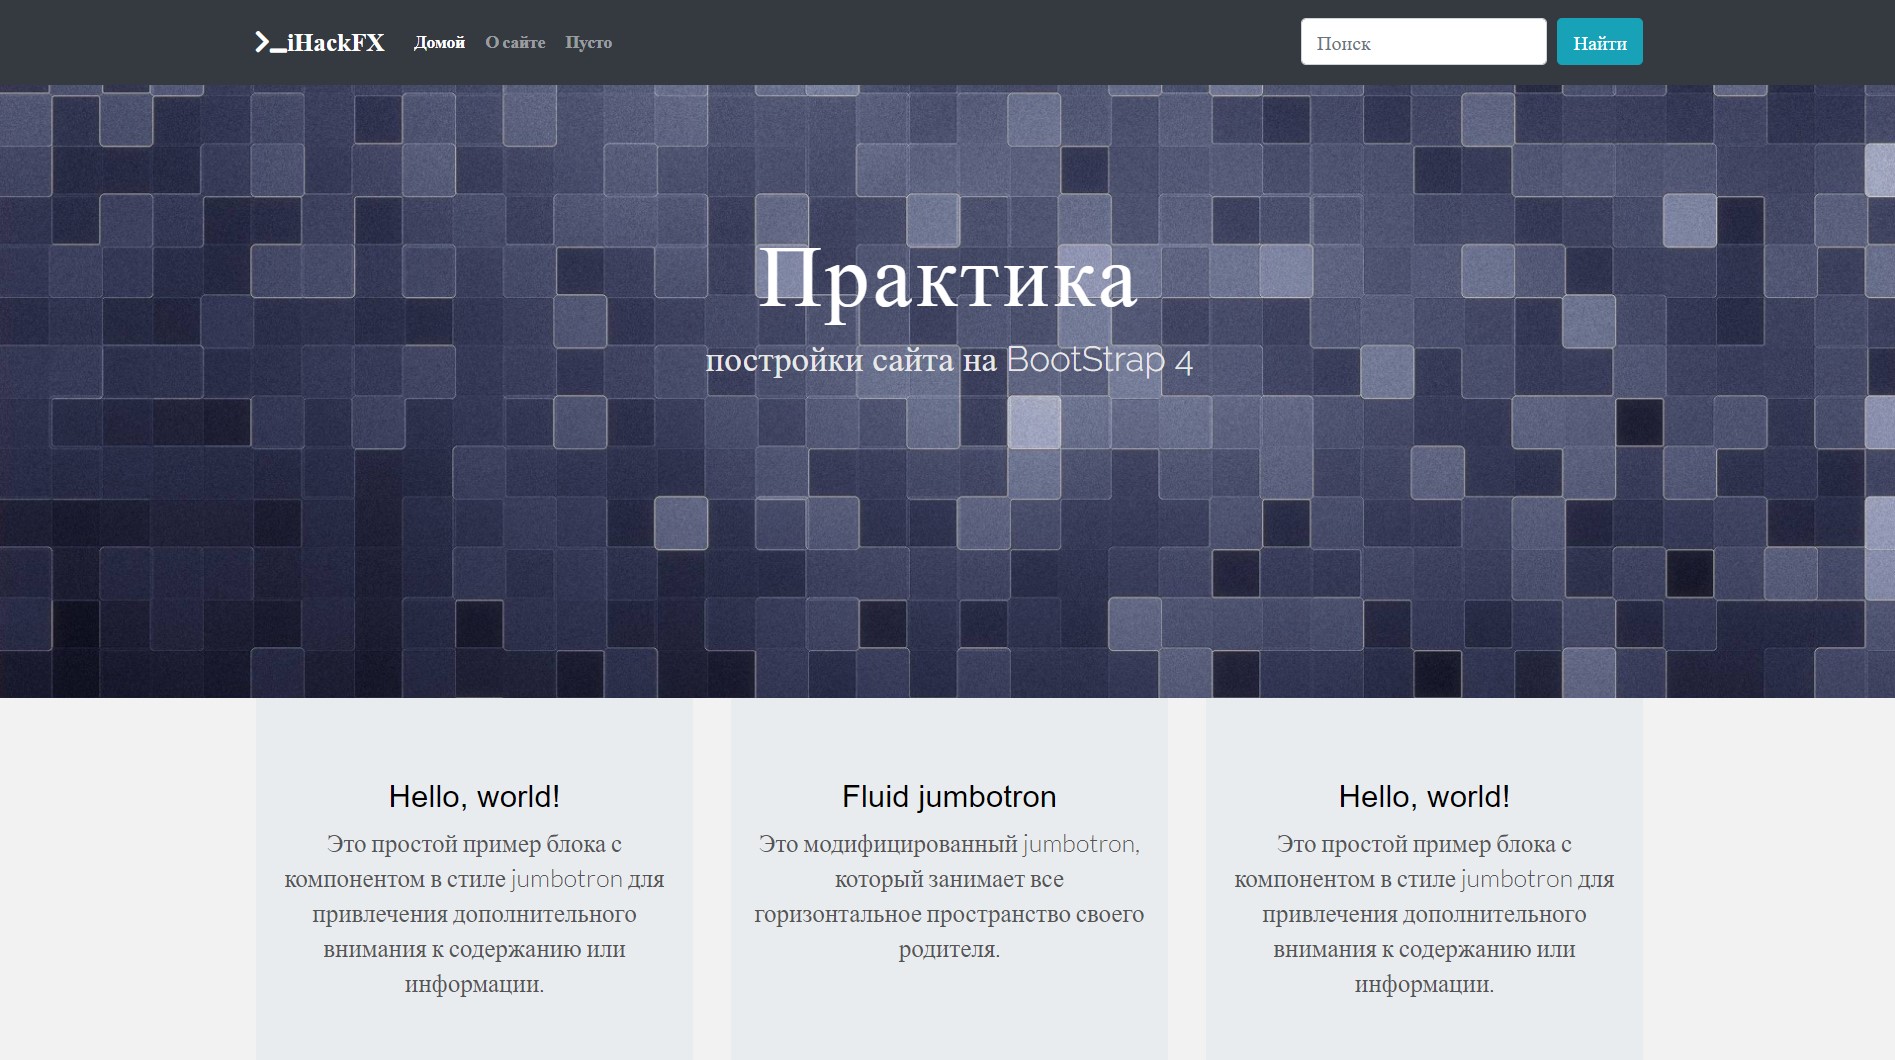 iHackFX Домой О сайте Пусто Поиск Найти
Практика
постройки сайта на BootStrap 4
Hello, world!
Это простой пример блока с
компонентом в стиле jumbotron для
привлечения дополнительного
внимания к содержанию или
информации.
Fluid jumbotron
Это модифицированный jumbotron,
который занимает все
горизонтальное пространство своего
родителя.
Hello, world!
Это простой пример блока с
компонентом в стиле jumbotron для
привлечения дополнительного
внимания к содержанию или
информации.